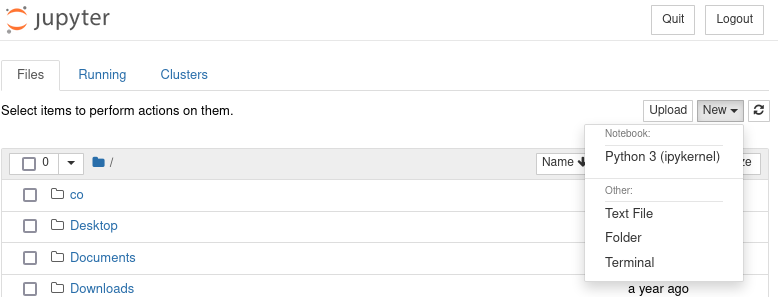 jupyter
Quit Logout
Files Running Clusters
Select items to perform actions on them.
Upload New
Notebook:
Python 3 (ipykernel)
Other:
Text File
Folder
Terminal
0 / Name ze
co
Desktop
Documents
Downloads a year ago